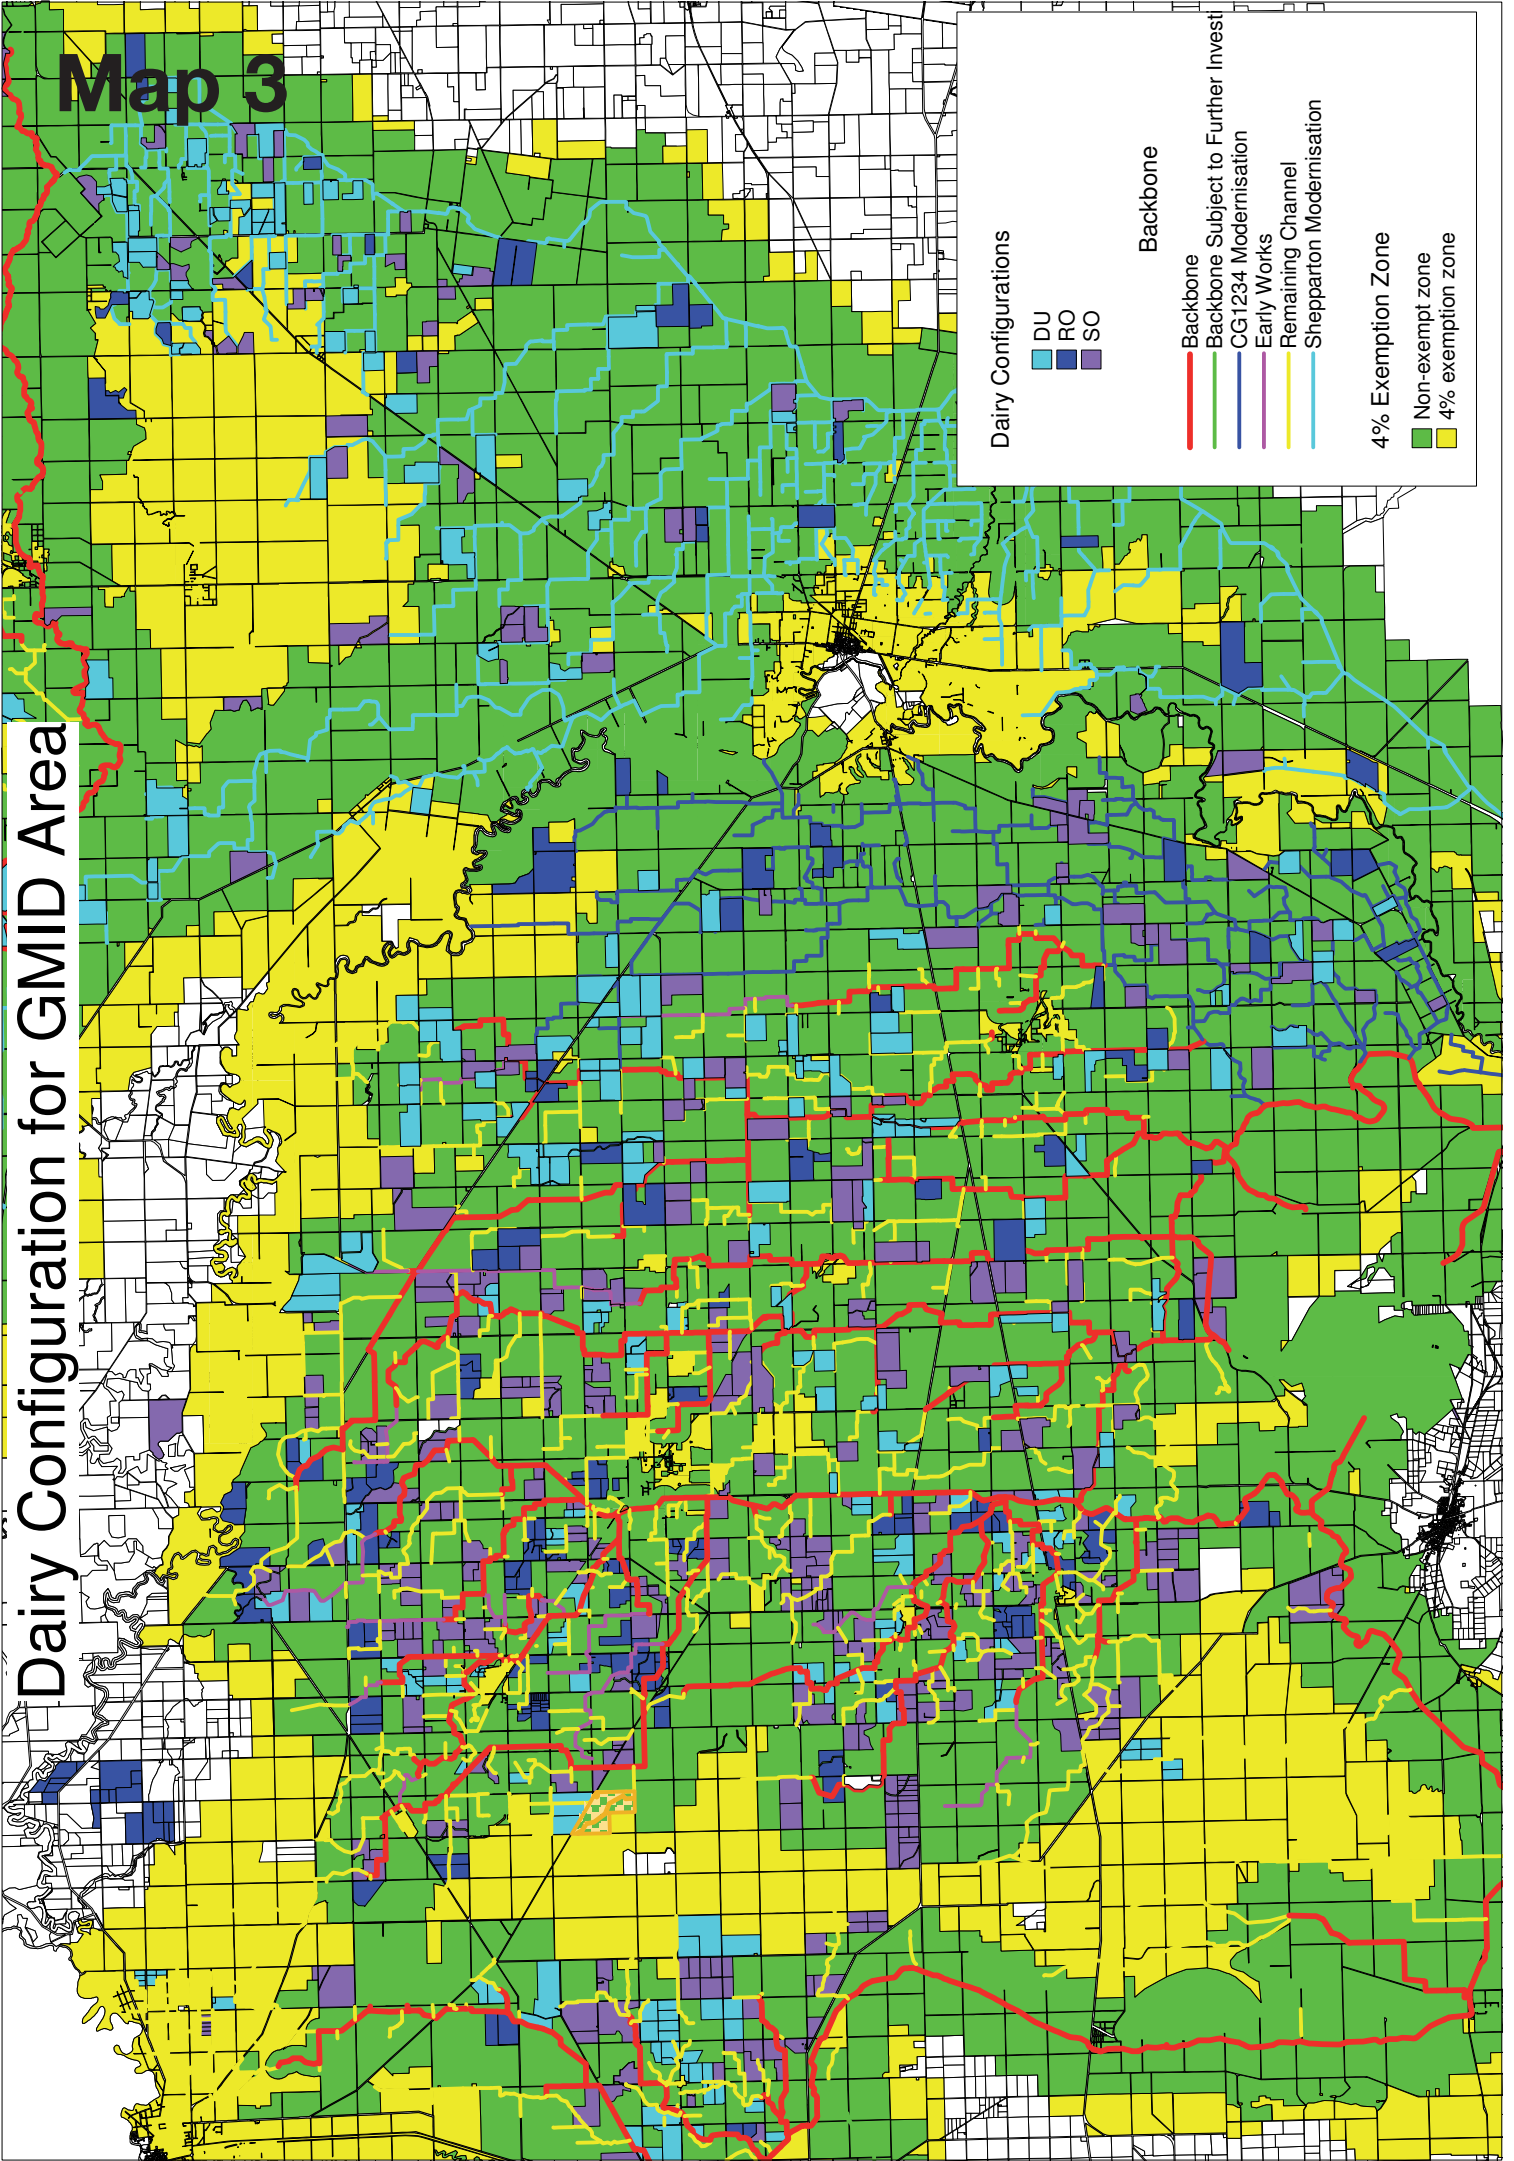 Map 3
Dairy Configuration for GMID Area
Dairy Configurations
DU
RO
SO
Backbone
Backbone
Backbone Subject to Further Investi
CG1234 Modernisation
Early Works
Remaining Channel
Shepparton Modernisation
4% Exemption Zone
Non-exempt zone
4% exemption zone